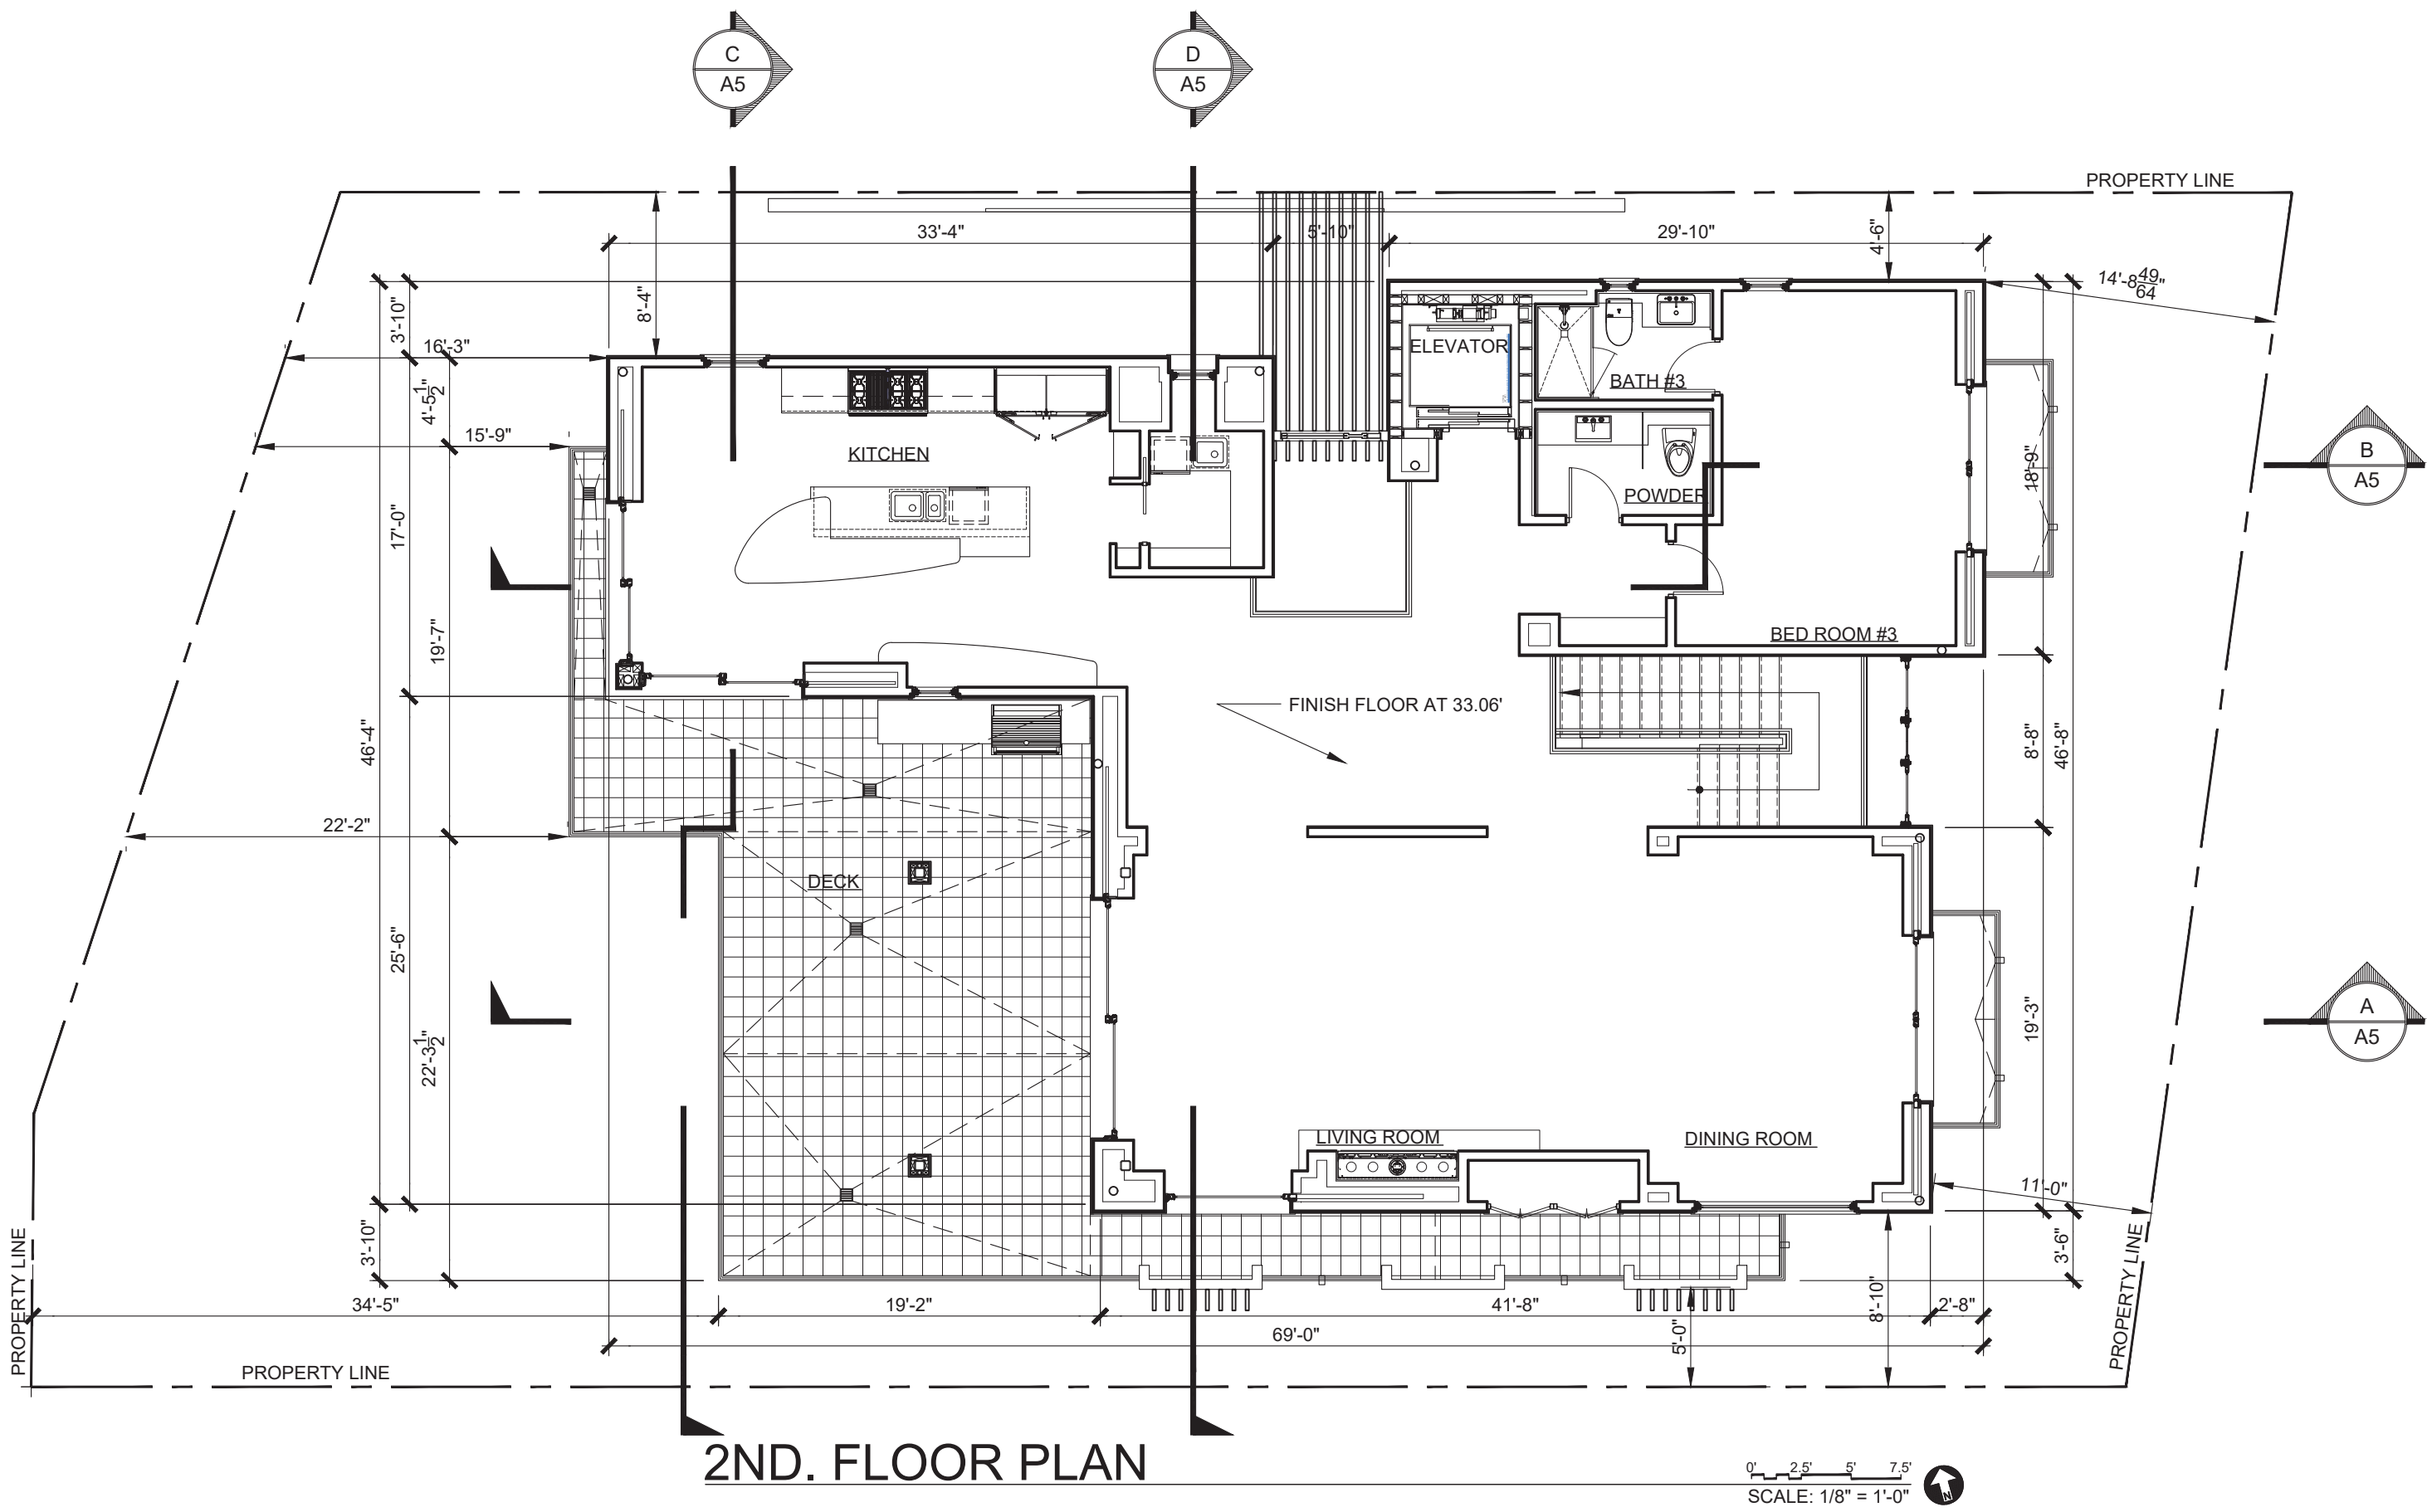 C
A5
D
A5
PROPERTY LINE
33'-4"
5'-10"
29'-10"
4'-6"
14'-8 49/64"
8'-4"
3'-10"
16'-3"
4'-5 1/2"
15'-9"
ELEVATOR
BATH #3
KITCHEN
POWDER
18'-9"
B
A5
17'-0"
19'-7"
BED ROOM #3
FINISH FLOOR AT 33.06'
46'-4"
8'-8"
46'-8"
22'-2"
DECK
25'-6"
22'-3 1/2"
19'-3"
A
A5
LIVING ROOM
DINING ROOM
11'-0"
3'-10"
3'-6"
PROPERTY LINE
PROPERTY LINE
34'-5"
19'-2"
41'-8"
8'-10"
2'-8"
69'-0"
5'-0"
PROPERTY LINE
2ND. FLOOR PLAN
0' 2.5' 5' 7.5'
SCALE: 1/8" = 1'-0"
N